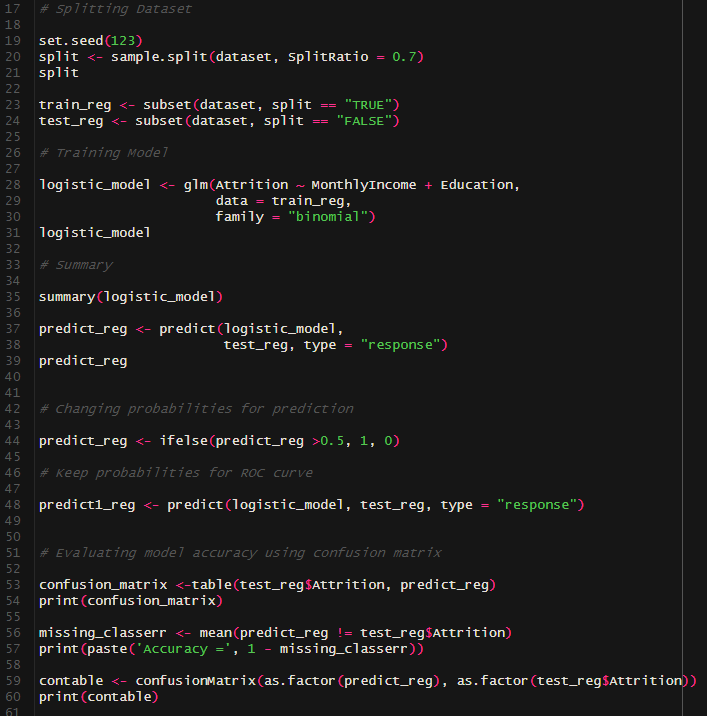 17 # Splitting Dataset
18
19 set.seed(123)
20 split <- sample.split(dataset, SplitRatio = 0.7)
21 split
22
23 train_reg <- subset(dataset, split == "TRUE")
24 test_reg <- subset(dataset, split == "FALSE")
25
26 # Training Model
27
28 logistic_model <- glm(Attrition ~ MonthlyIncome + Education,
29                       data = train_reg,
30                       family = "binomial")
31 logistic_model
32
33 # Summary
34
35 summary(logistic_model)
36
37 predict_reg <- predict(logistic_model,
38                        test_reg, type = "response")
39 predict_reg
40
41
42 # Changing probabilities for prediction
43
44 predict_reg <- ifelse(predict_reg >0.5, 1, 0)
45
46 # Keep probabilities for ROC curve
47
48 predict1_reg <- predict(logistic_model, test_reg, type = "response")
49
50
51 # Evaluating model accuracy using confusion matrix
52
53 confusion_matrix <-table(test_reg$Attrition, predict_reg)
54 print(confusion_matrix)
55
56 missing_classerr <- mean(predict_reg != test_reg$Attrition)
57 print(paste('Accuracy =', 1 - missing_classerr))
58
59 contable <- confusionMatrix(as.factor(predict_reg), as.factor(test_reg$Attrition))
60 print(contable)
61